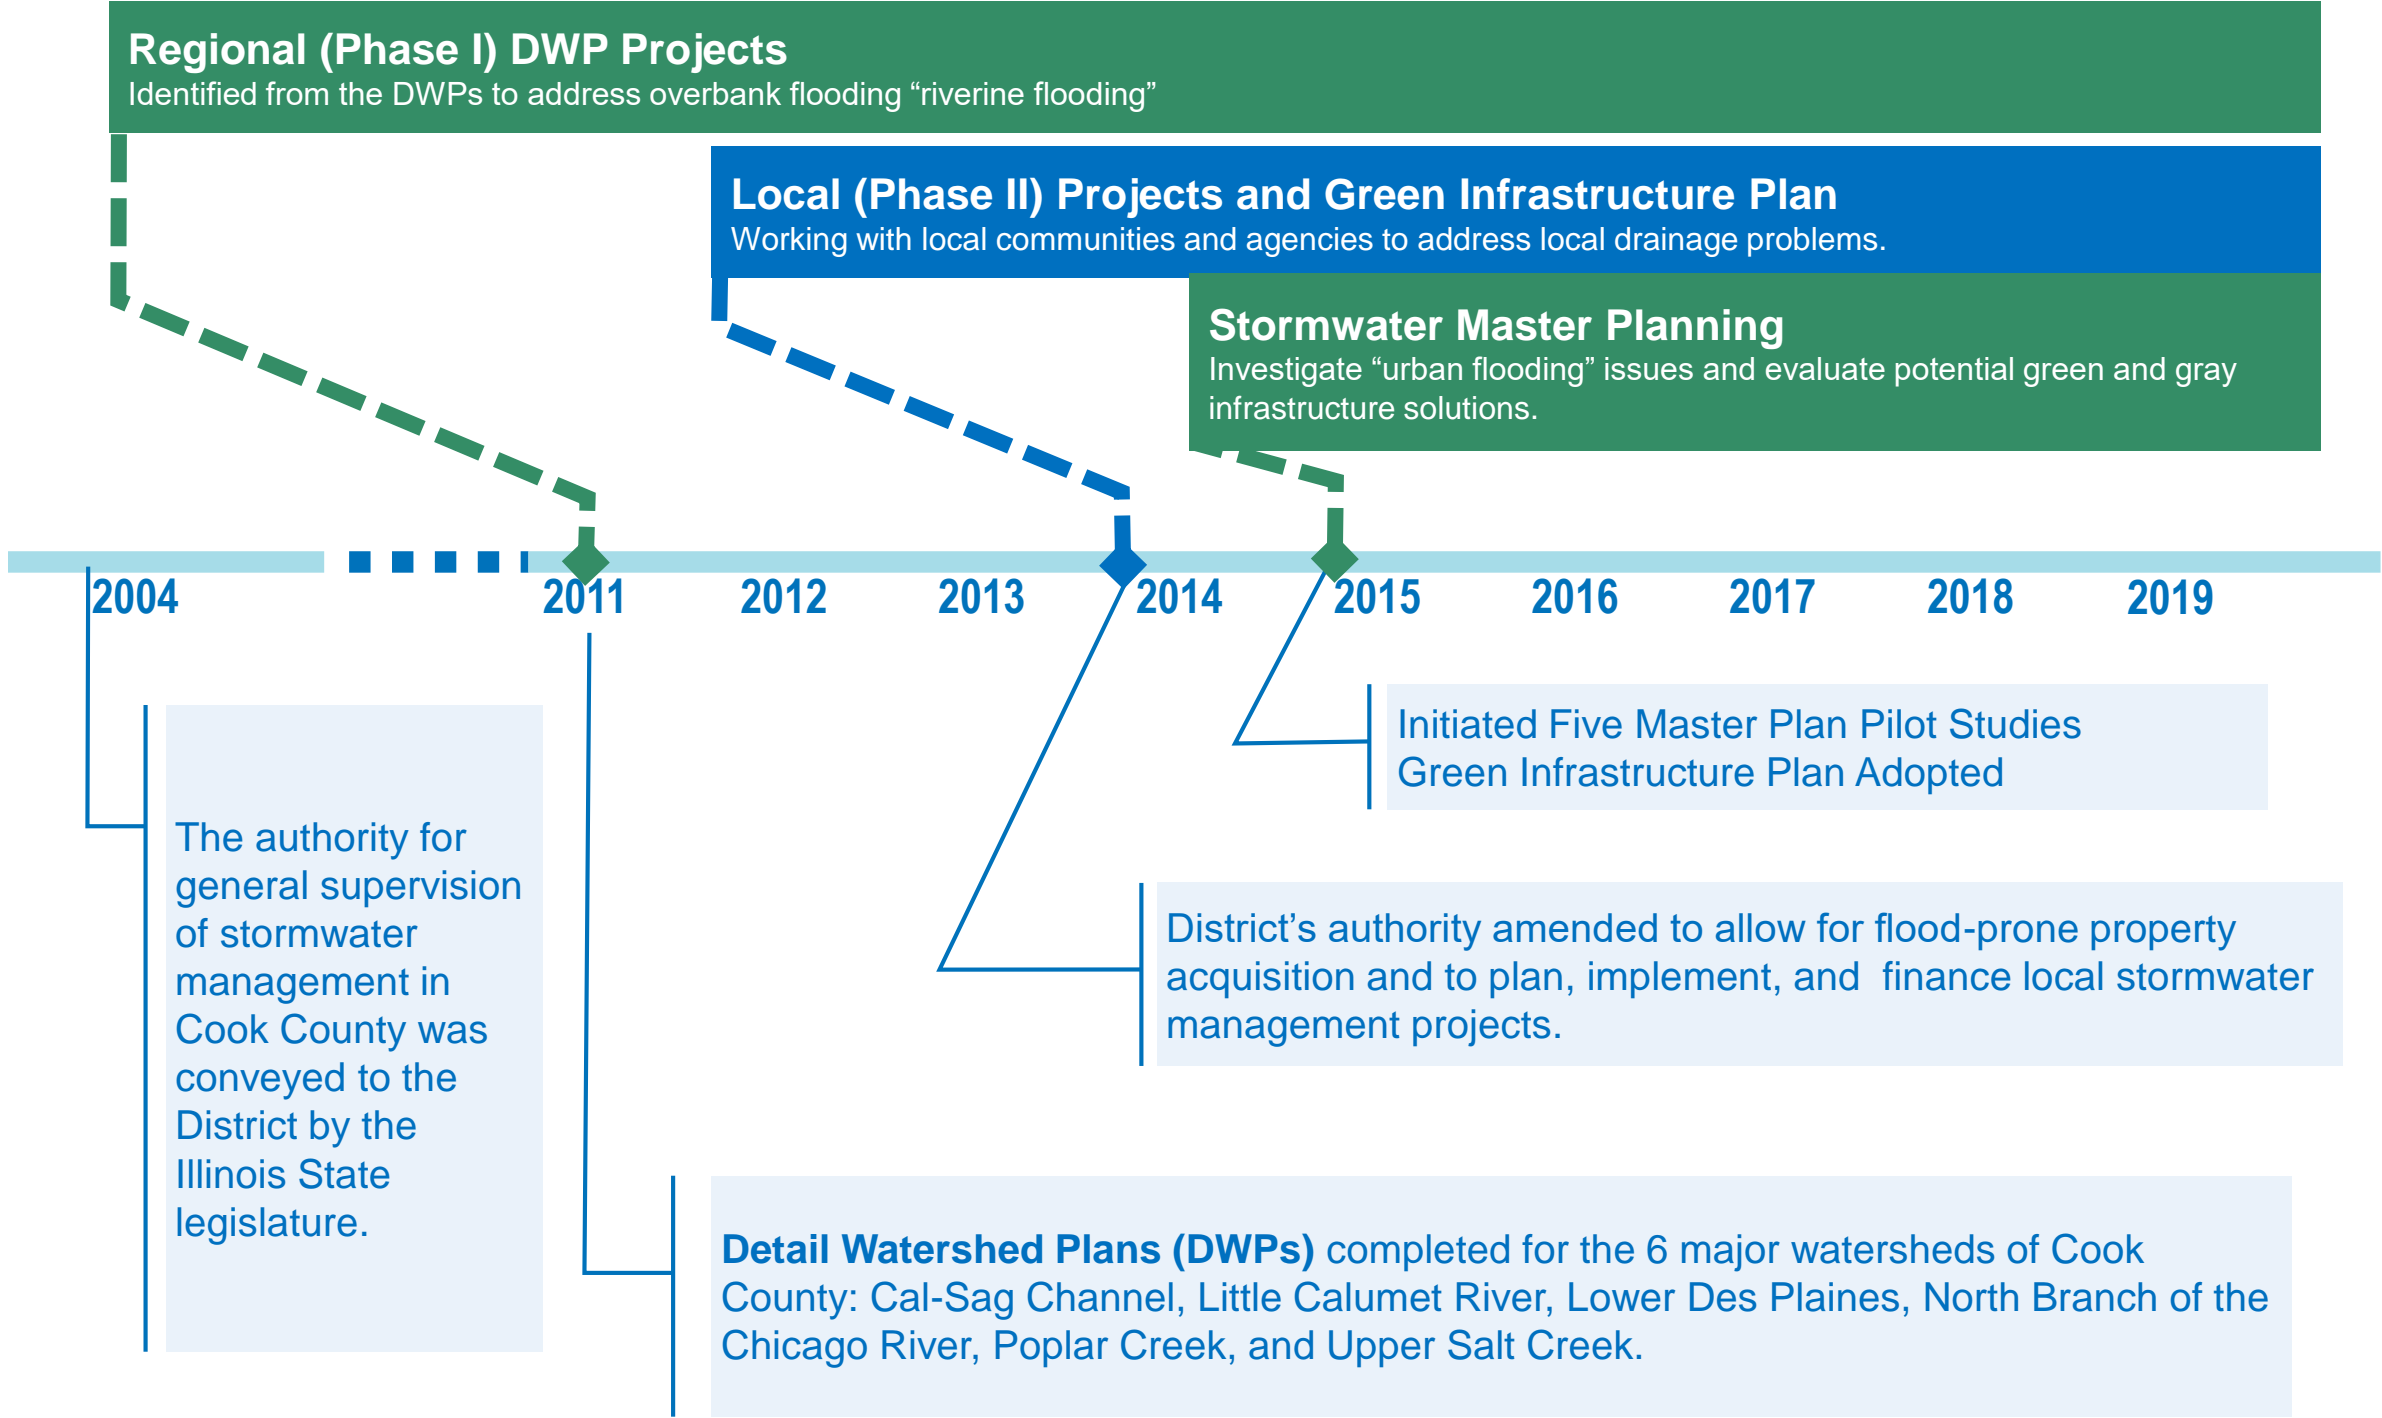 Regional (Phase I) DWP Projects
Identified from the DWPs to address overbank flooding “riverine flooding”
Local (Phase II) Projects and Green Infrastructure Plan
Working with local communities and agencies to address local drainage problems.
Stormwater Master Planning
Investigate “urban flooding” issues and evaluate potential green and gray
infrastructure solutions.
2004 2011 2012 2013 2014 2015 2016 2017 2018 2019
The authority for
general supervision
of stormwater
management in
Cook County was
conveyed to the
District by the
Illinois State
legislature.
Initiated Five Master Plan Pilot Studies
Green Infrastructure Plan Adopted
District’s authority amended to allow for flood-prone property
acquisition and to plan, implement, and  finance local stormwater
management projects.
Detail Watershed Plans (DWPs) completed for the 6 major watersheds of Cook
County: Cal-Sag Channel, Little Calumet River, Lower Des Plaines, North Branch of the
Chicago River, Poplar Creek, and Upper Salt Creek.